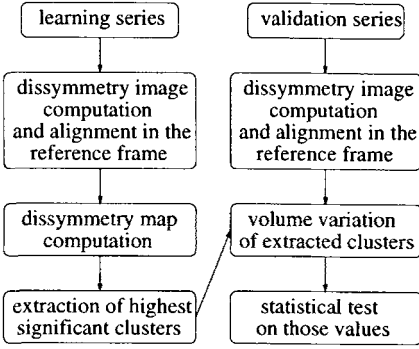 learning series
dissymmetry image
computation
and alignment in the
reference frame
dissymmetry map
computation
extraction of highest
significant clusters
validation series
dissymmetry image
computation
and alignment in the
reference frame
volume variation
of extracted clusters
statistical test
on those values